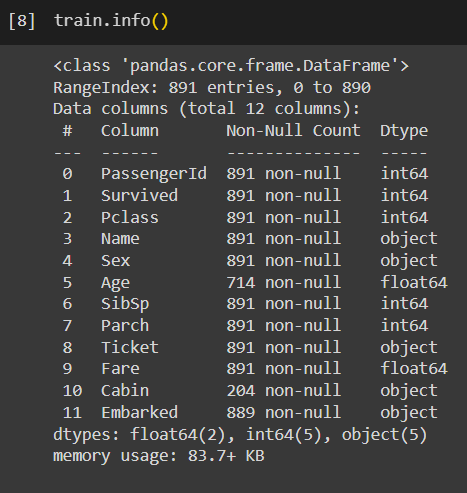 [8] train.info()
<class 'pandas.core.frame.DataFrame'>
RangeIndex: 891 entries, 0 to 890
Data columns (total 12 columns):
 #   Column       Non-Null Count  Dtype
---  ------       --------------  -----
 0   PassengerId  891 non-null    int64
 1   Survived     891 non-null    int64
 2   Pclass       891 non-null    int64
 3   Name         891 non-null    object
 4   Sex          891 non-null    object
 5   Age          714 non-null    float64
 6   SibSp        891 non-null    int64
 7   Parch        891 non-null    int64
 8   Ticket       891 non-null    object
 9   Fare         891 non-null    float64
 10  Cabin        204 non-null    object
 11  Embarked     889 non-null    object
dtypes: float64(2), int64(5), object(5)
memory usage: 83.7+ KB